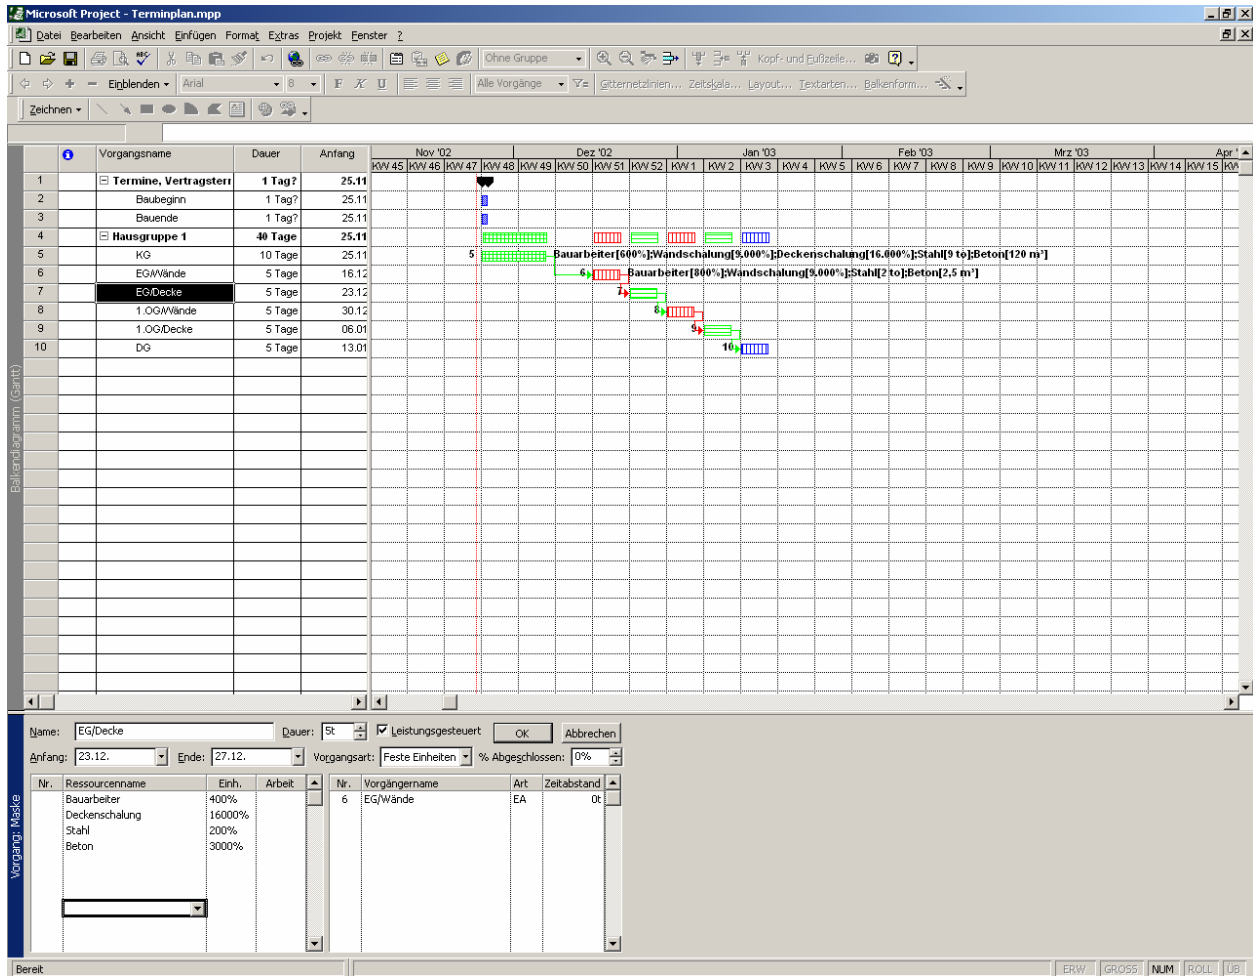 Microsoft Project - Terminplan.mpp
Datei Bearbeiten Ansicht Einfügen Format Extras Projekt Fenster ?
Ohne Gruppe Kopf- und Fußzeile...
Einblenden Arial 8 F K U Alle Vorgänge Gitternetzlinien... Zeitskala... Layout... Textarten... Balkenform...
Zeichnen
Vorgangsname Dauer Anfang Nov '02 Dez '02 Jan '03 Feb '03 Mrz '03 Apr '
KW 45 KW 46 KW 47 KW 48 KW 49 KW 50 KW 51 KW 52 KW 1 KW 2 KW 3 KW 4 KW 5 KW 6 KW 7 KW 8 KW 9 KW 10 KW 11 KW 12 KW 13 KW 14 KW 15 KW
1 Termine, Vertragsterr 1 Tag? 25.11
2 Baubeginn 1 Tag? 25.11
3 Bauende 1 Tag? 25.11
4 Hausgruppe 1 40 Tage 25.11
5 KG 10 Tage 25.11 5 Bauarbeiter[600%];Wandschalung[9.000%];Deckenschalung[16.000%];Stahl[9 to];Beton[120 m³]
6 EG/Wände 5 Tage 16.12 6 Bauarbeiter[800%];Wandschalung[9.000%];Stahl[2 to];Beton[2,5 m³]
7 EG/Decke 5 Tage 23.12 7
8 1.OG/Wände 5 Tage 30.12 8
9 1.OG/Decke 5 Tage 06.01 9
10 DG 5 Tage 13.01 10
Balkendiagramm (Gantt)
Name: EG/Decke Dauer: 5t Leistungsgesteuert OK Abbrechen
Anfang: 23.12. Ende: 27.12. Vorgangsart: Feste Einheiten % Abgeschlossen: 0%
Nr. Ressourcenname Einh. Arbeit Nr. Vorgängername Art Zeitabstand
Bauarbeiter 400% 6 EG/Wände EA 0t
Deckenschalung 16000%
Stahl 200%
Beton 3000%
Vorgang: Maske
Bereit ERW GROSS NUM ROLL ÜB